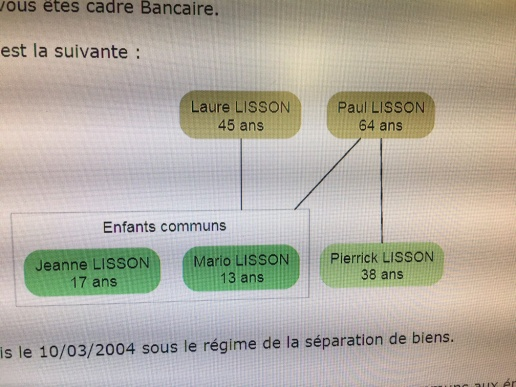 vous êtes cadre Bancaire.
est la suivante :
Laure LISSON
45 ans
Paul LISSON
64 ans
Enfants communs
Jeanne LISSON
17 ans
Mario LISSON
13 ans
Pierrick LISSON
38 ans
is le 10/03/2004 sous le régime de la séparation de biens.